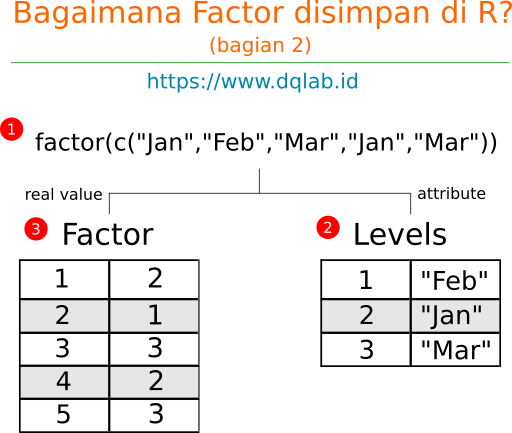 Bagaimana Factor disimpan di R?
(bagian 2)
https://www.dqlab.id
1
factor(c("Jan","Feb","Mar","Jan","Mar"))
real value
attribute
3 Factor
1 2
2 1
3 3
4 2
5 3
2 Levels
1 "Feb"
2 "Jan"
3 "Mar"